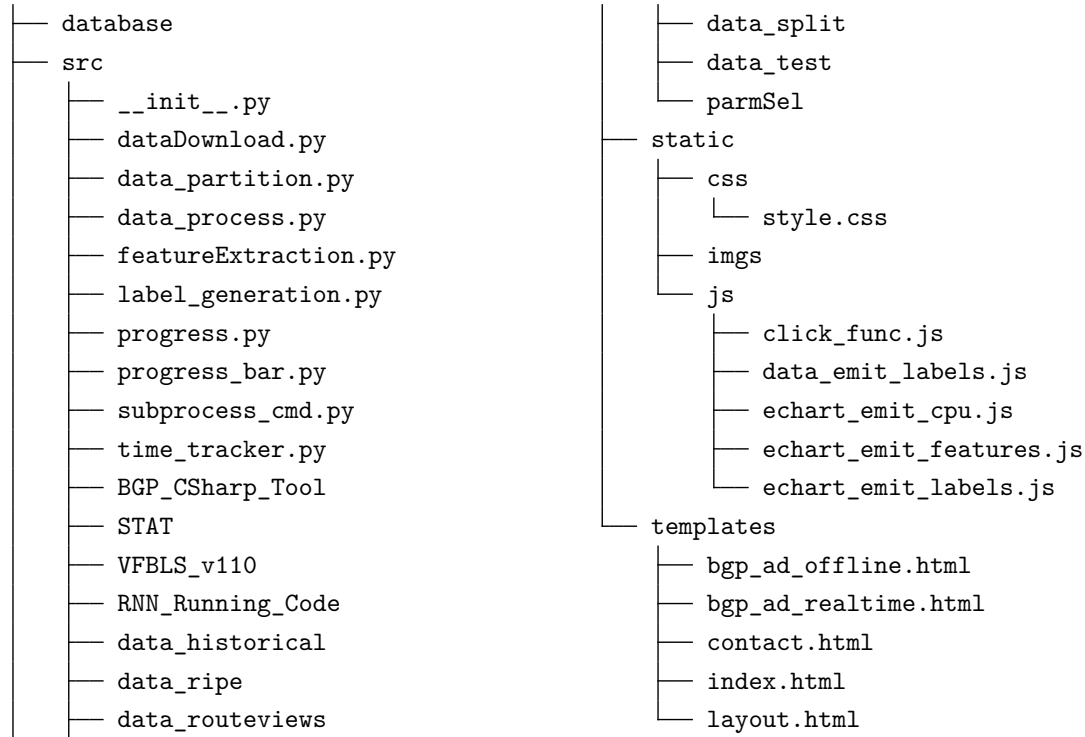 database
src
__init__.py
dataDownload.py
data_partition.py
data_process.py
featureExtraction.py
label_generation.py
progress.py
progress_bar.py
subprocess_cmd.py
time_tracker.py
BGP_CSharp_Tool
STAT
VFBLS_v110
RNN_Running_Code
data_historical
data_ripe
data_routeviews
data_split
data_test
parmSel
static
css
style.css
imgs
js
click_func.js
data_emit_labels.js
echart_emit_cpu.js
echart_emit_features.js
echart_emit_labels.js
templates
bgp_ad_offline.html
bgp_ad_realtime.html
contact.html
index.html
layout.html